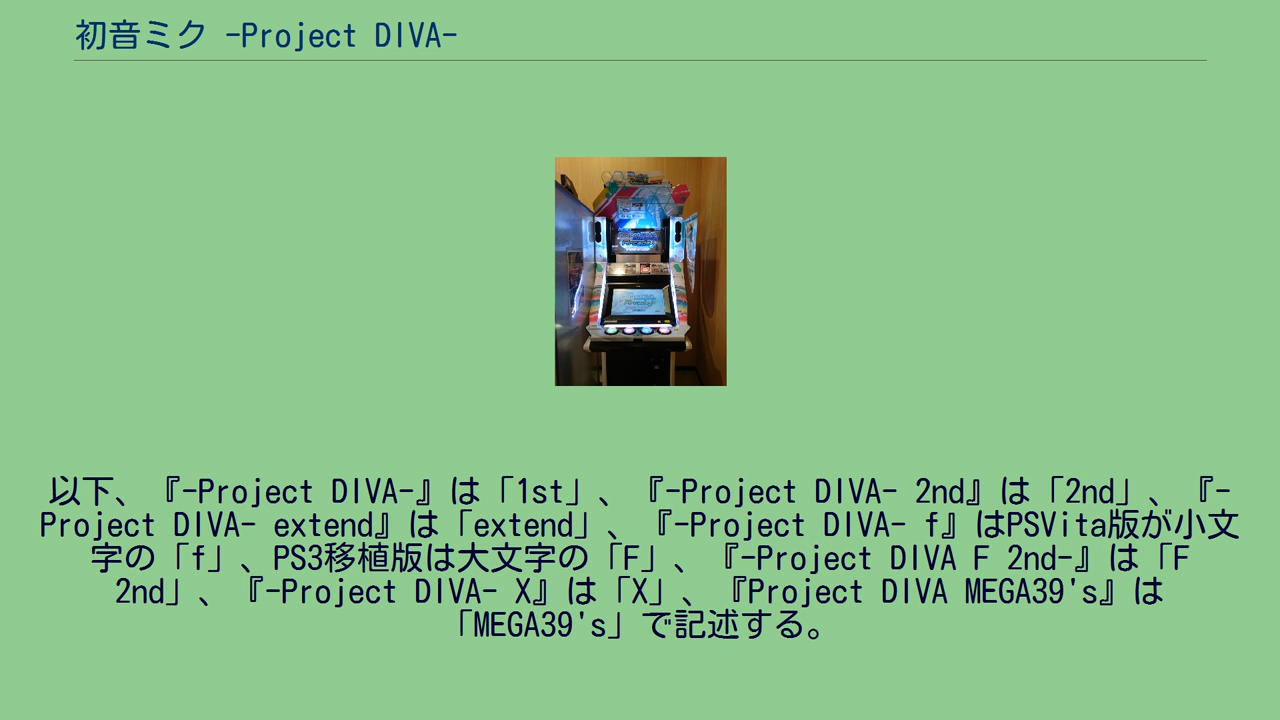 初音ミク -Project DIVA-
以下、『-Project DIVA-』は「1st」、『-Project DIVA- 2nd』は「2nd」、『-
Project DIVA- extend』は「extend」、『-Project DIVA- f』はPSVita版が小文
字の「f」、PS3移植版は大文字の「F」、『-Project DIVA F 2nd-』は「F
2nd」、『-Project DIVA- X』は「X」、『Project DIVA MEGA39's』は
「MEGA39's」で記述する。